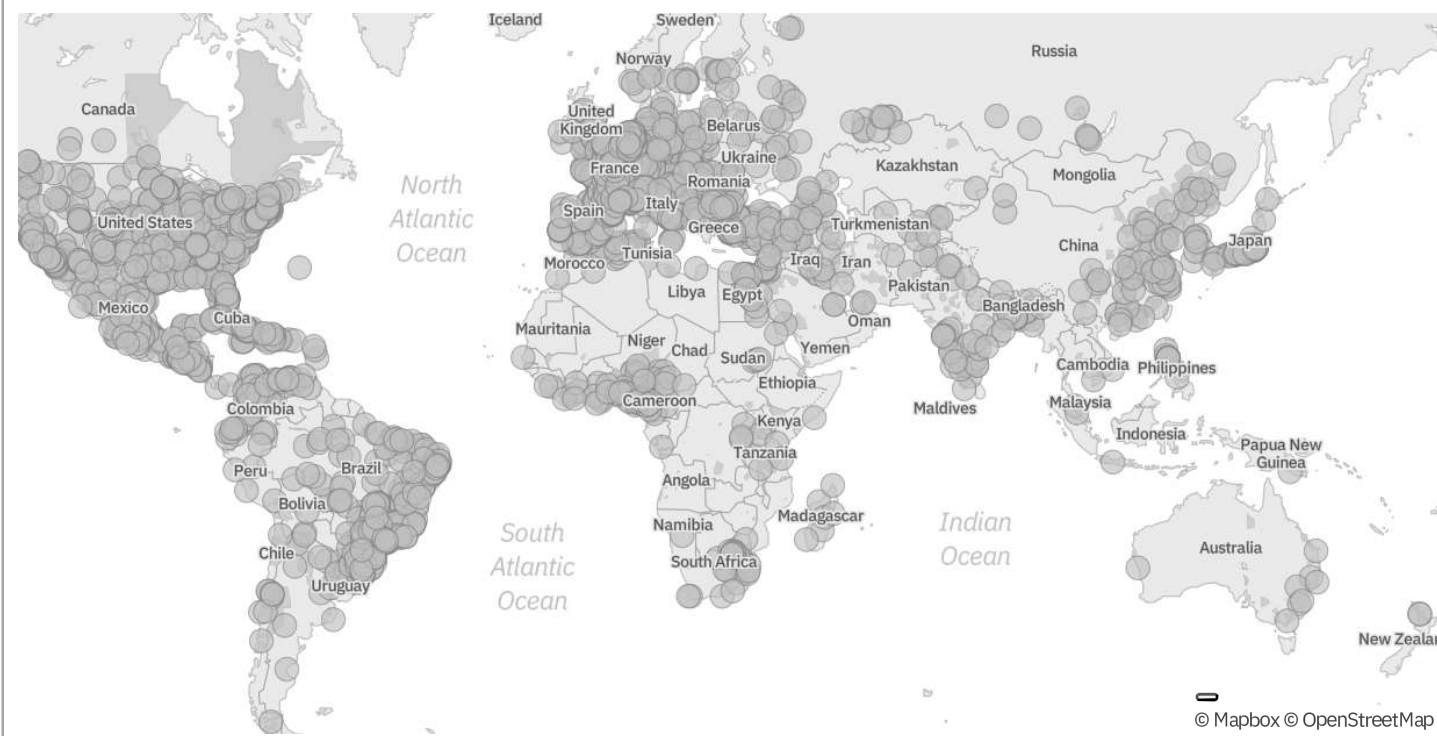 Iceland
Sweden
Russia
Norway
Canada
United
Kingdom
Belarus
Ukraine
France
Kazakhstan
Mongolia
North
Atlantic
Ocean
Romania
United States
Spain
Italy
Greece
Turkmenistan
Japan
China
Tunisia
Morocco
Iraq
Iran
Pakistan
Libya
Egypt
Bangladesh
Mexico
Cuba
Oman
Mauritania
Niger
Chad
Sudan
Yemen
Cambodia
Philippines
Ethiopia
Cameroon
Colombia
Maldives
Malaysia
Kenya
Indonesia
Tanzania
Papua New
Guinea
Peru
Brazil
Angola
Bolivia
Madagascar
Namibia
Indian
Ocean
South
Atlantic
Ocean
Chile
South Africa
Australia
Uruguay
New Zealar
© Mapbox © OpenStreetMap